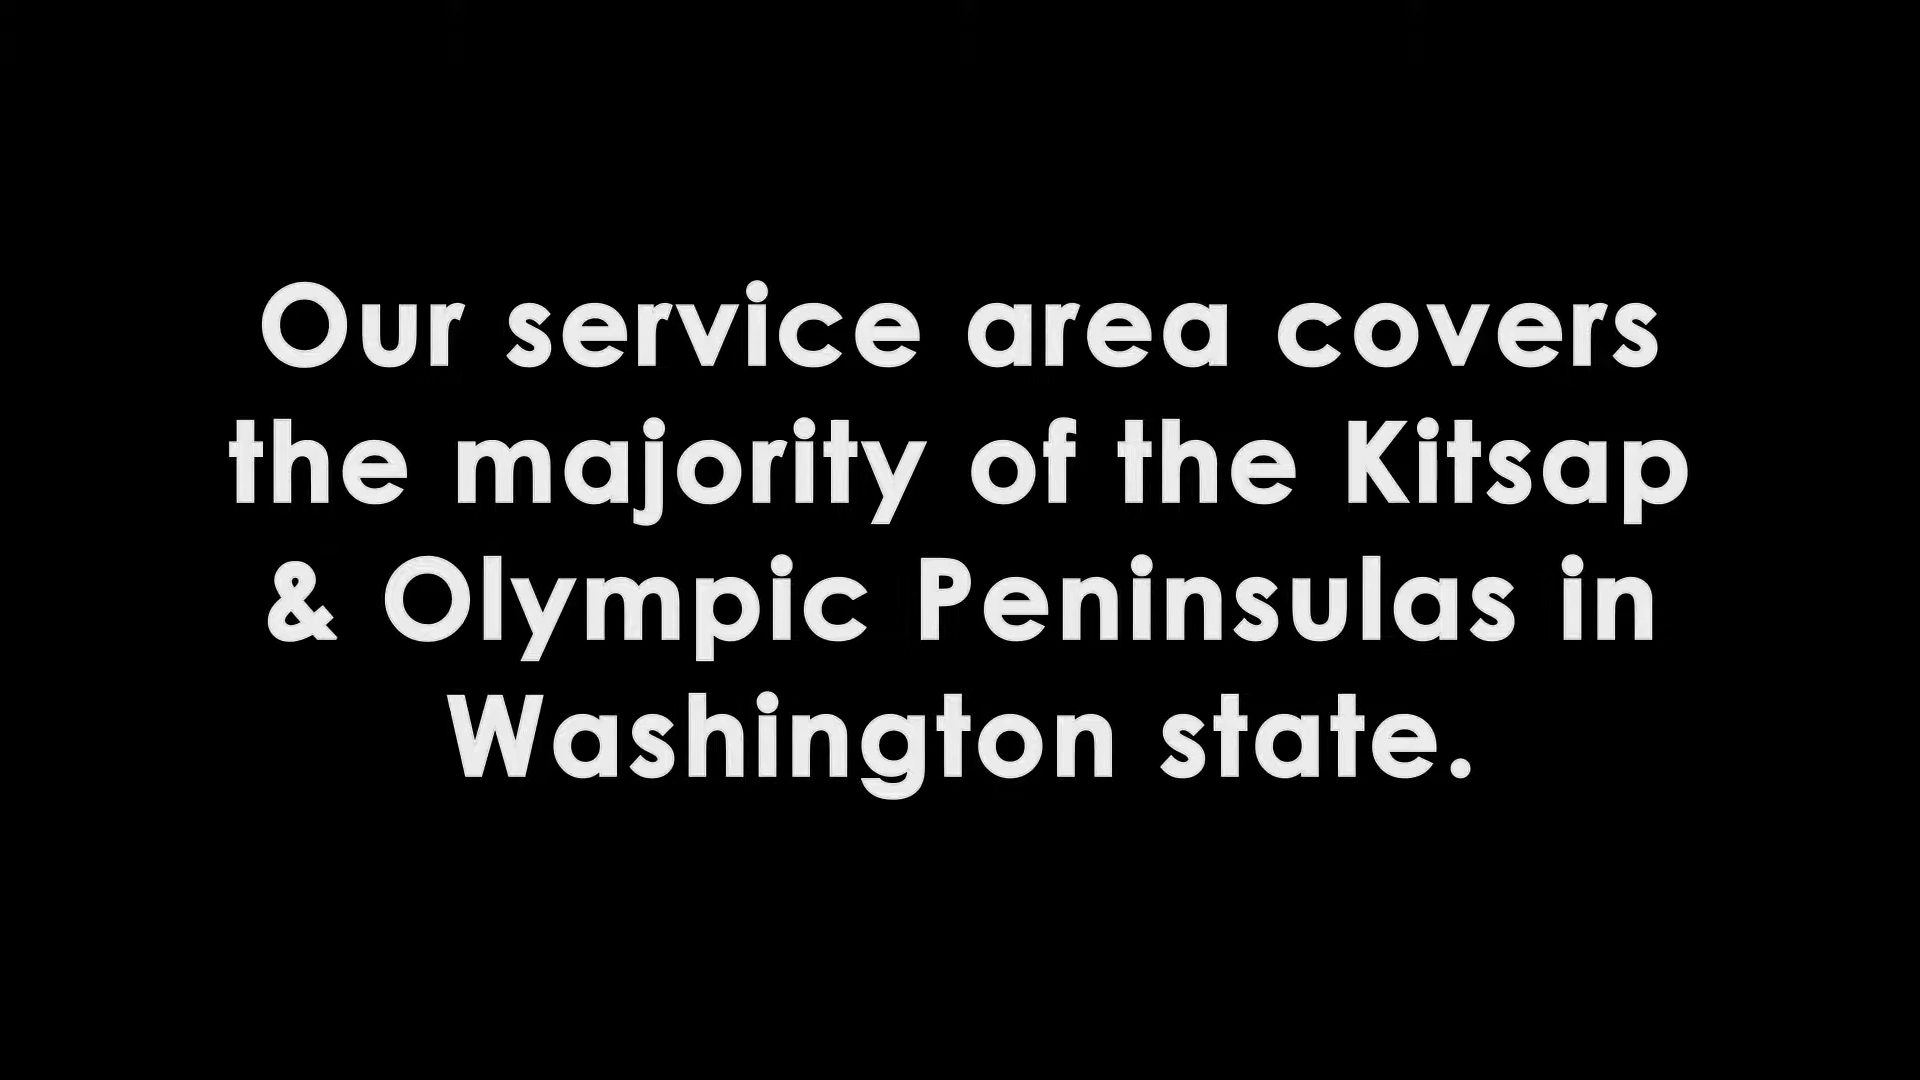 Our service area covers
the majority of the Kitsap
& Olympic Peninsulas in
Washington state.